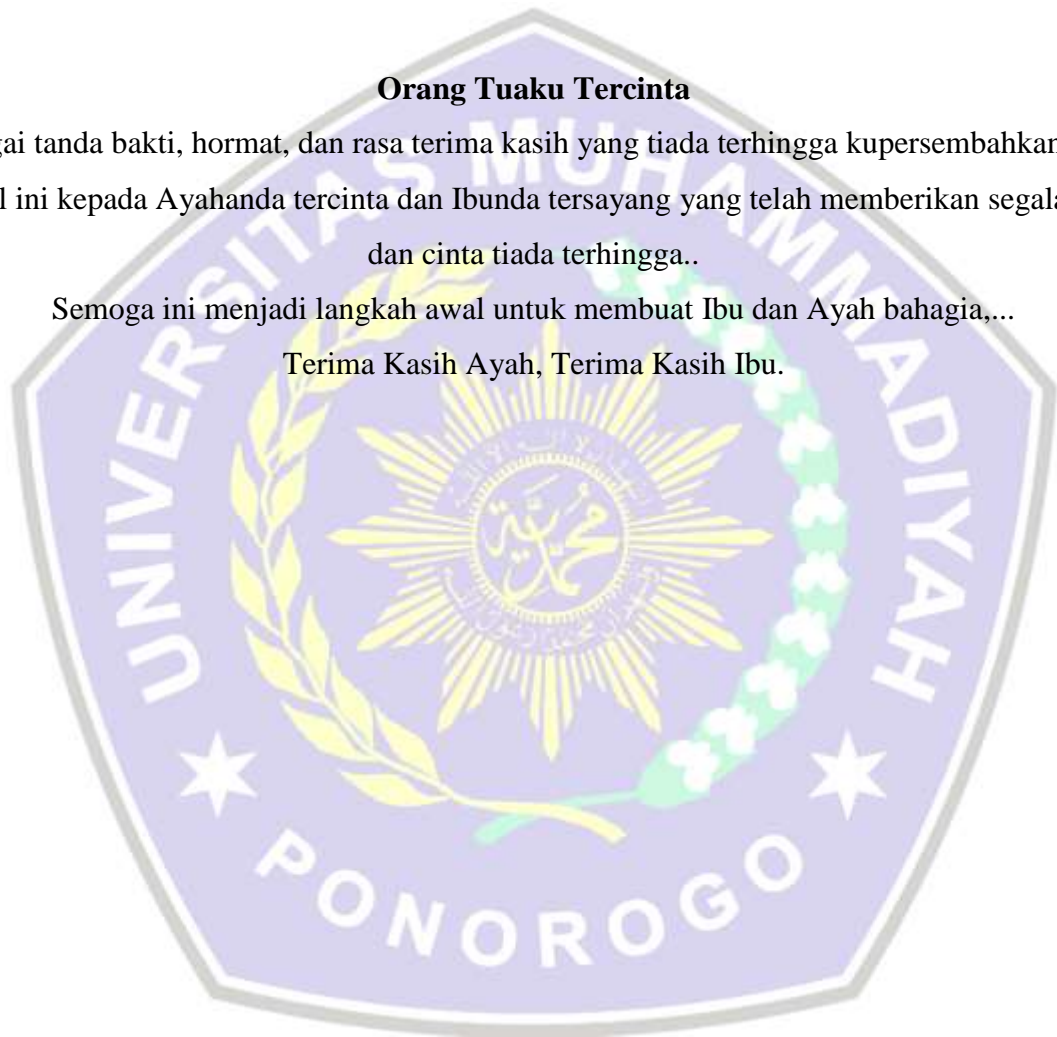 Orang Tuaku Tercinta
gai tanda bakti, hormat, dan rasa terima kasih yang tiada terhingga kupersembahkan
l ini kepada Ayahanda tercinta dan Ibunda tersayang yang telah memberikan segala
dan cinta tiada terhingga..
Semoga ini menjadi langkah awal untuk membuat Ibu dan Ayah bahagia,...
Terima Kasih Ayah, Terima Kasih Ibu.
UNIVERSITAS MUHAMMADIYAH
محمدية
PONOROGO